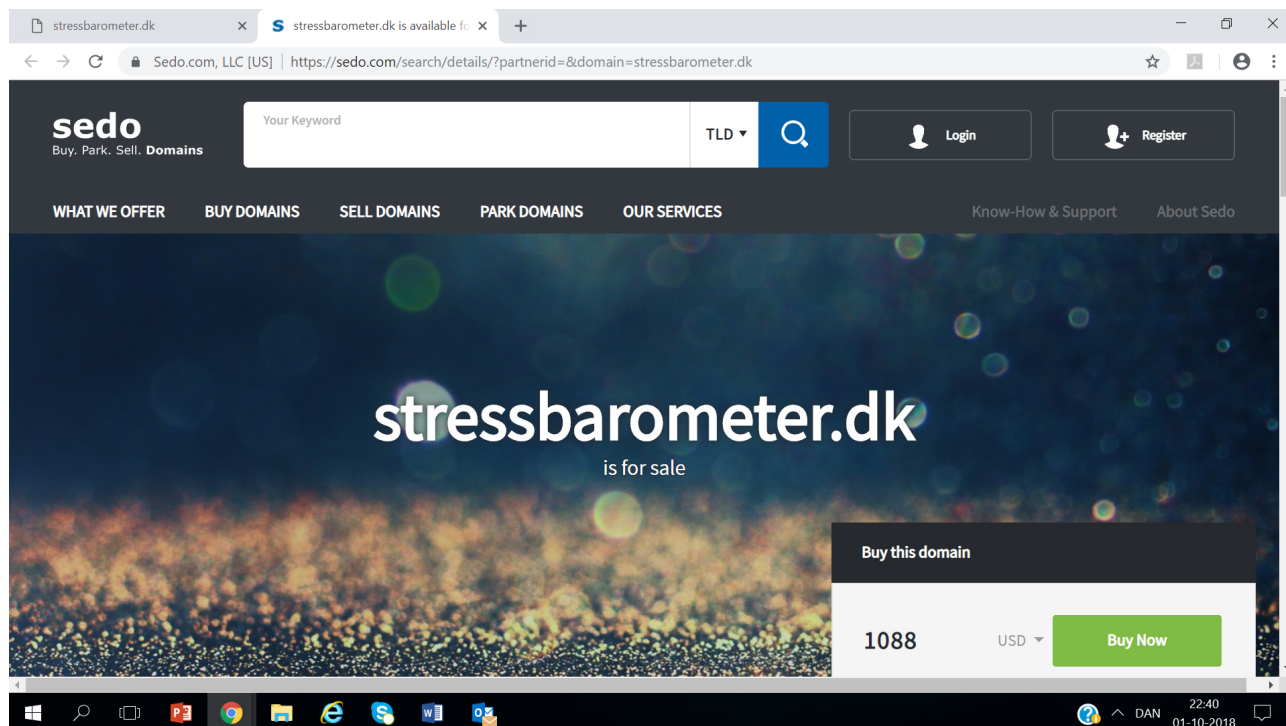 stressbarometer.dk
stressbarometer.dk is available fo
Sedo.com, LLC [US] | https://sedo.com/search/details/?partnerid=&domain=stressbarometer.dk
sedo
Buy. Park. Sell. Domains
Your Keyword
TLD
Login
Register
WHAT WE OFFER BUY DOMAINS SELL DOMAINS PARK DOMAINS OUR SERVICES Know-How & Support About Sedo
stressbarometer.dk
is for sale
Buy this domain
1088 USD Buy Now
DAN
22:40
01-10-2018